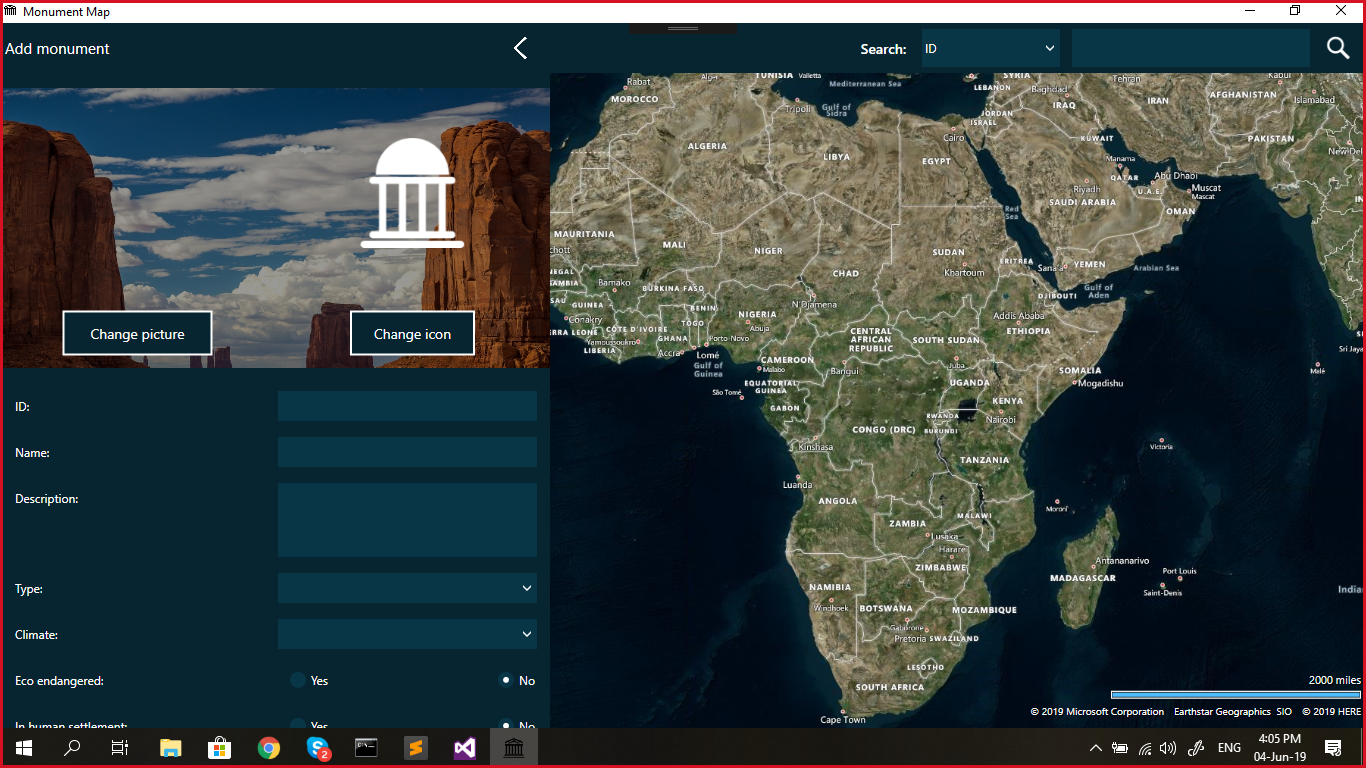 Monument Map
Add monument
Search:
ID
Change picture
Change icon
ID:
Name:
Description:
Type:
Climate:
Eco endangered:
Yes
No
In human settlement:
Yes
No
Rabat
MOROCCO
TUNISIA
Valletta
Mediterranean Sea
Tripoli
Gulf of
Sidra
SYRIA
LEBANON
Baghdad
IRAQ
JORDAN
ISRAEL
Tehran
IRAN
Kabul
AFGHANISTAN
Islamabad
PAKISTAN
New Del
ALGERIA
LIBYA
Cairo
EGYPT
KUWAIT
Manama
QATAR
Abu Dhabi
U.A.E.
Riyadh
SAUDI ARABIA
Muscat
Mascat
OMAN
Red
Sea
MAURITANIA
MALI
NIGER
CHAD
SUDAN
Khartoum
ERITREA
Sana'a
YEMEN
Arabian Sea
Gulf of
Aden
DJIBOUTI
Bamako
BURKINA FASO
N'Djamena
GUINEA
Conakry
BENIN
NIGERIA
Abuja
TOGO
CÔTE D'IVOIRE
Yamoussoukro
GHANA
Porto-Novo
LIBERIA
Accra
Lomé
Gulf of
Guinea
CENTRAL
AFRICAN
REPUBLIC
SOUTH SUDAN
Addis Ababa
ETHIOPIA
CAMEROON
Malabo
Bangui
Juba
SOMALIA
Mogadishu
EQUATORIAL
GUINEA
São Tomé
GABON
UGANDA
KENYA
Nairobi
RWANDA
BURUNDI
CONGO (DRC)
Kinshasa
TANZANIA
Victoria
Malé
Sri Jaya
Luanda
ANGOLA
ZAMBIA
Lusaka
MALAWI
Moroni
Harare
ZIMBABWE
Antananarivo
MADAGASCAR
Port Louis
Saint-Denis
NAMIBIA
Windhoek
BOTSWANA
MOZAMBIQUE
Gaborone
Pretoria
SWAZILAND
LESOTHO
SOUTH AFRICA
Cape Town
India
2000 miles
© 2019 Microsoft Corporation Earthstar Geographics SIO © 2019 HERE
2
ENG
4:05 PM
04-Jun-19